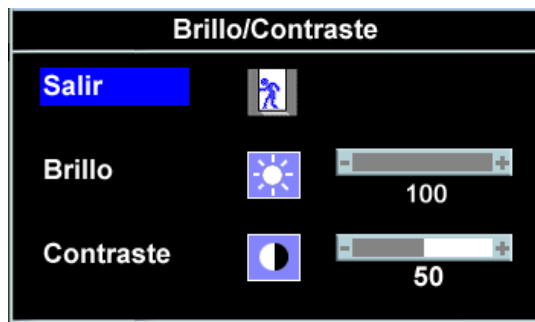 Brillo/Contraste
Salir
Brillo
- +
100
Contraste
- +
50